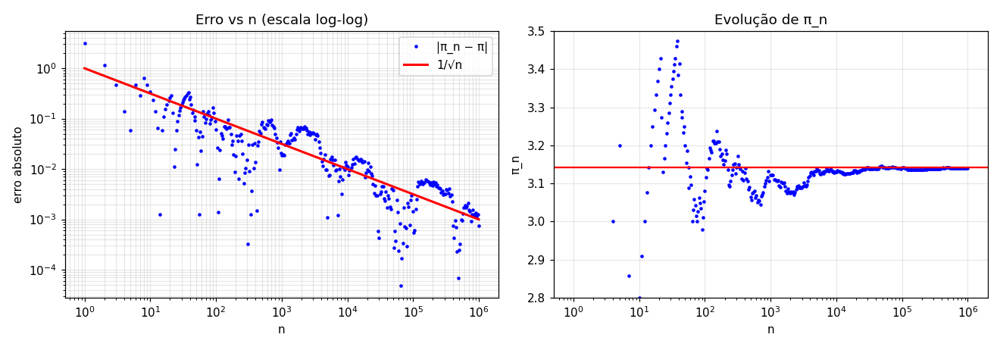 Erro vs n (escala log-log)
erro absoluto
10⁰
10⁻¹
10⁻²
10⁻³
10⁻⁴
|π_n − π|
1/√n
10⁰ 10¹ 10² 10³ 10⁴ 10⁵ 10⁶
n
Evolução de π_n
π_n
3.5
3.4
3.3
3.2
3.1
3.0
2.9
2.8
10⁰ 10¹ 10² 10³ 10⁴ 10⁵ 10⁶
n